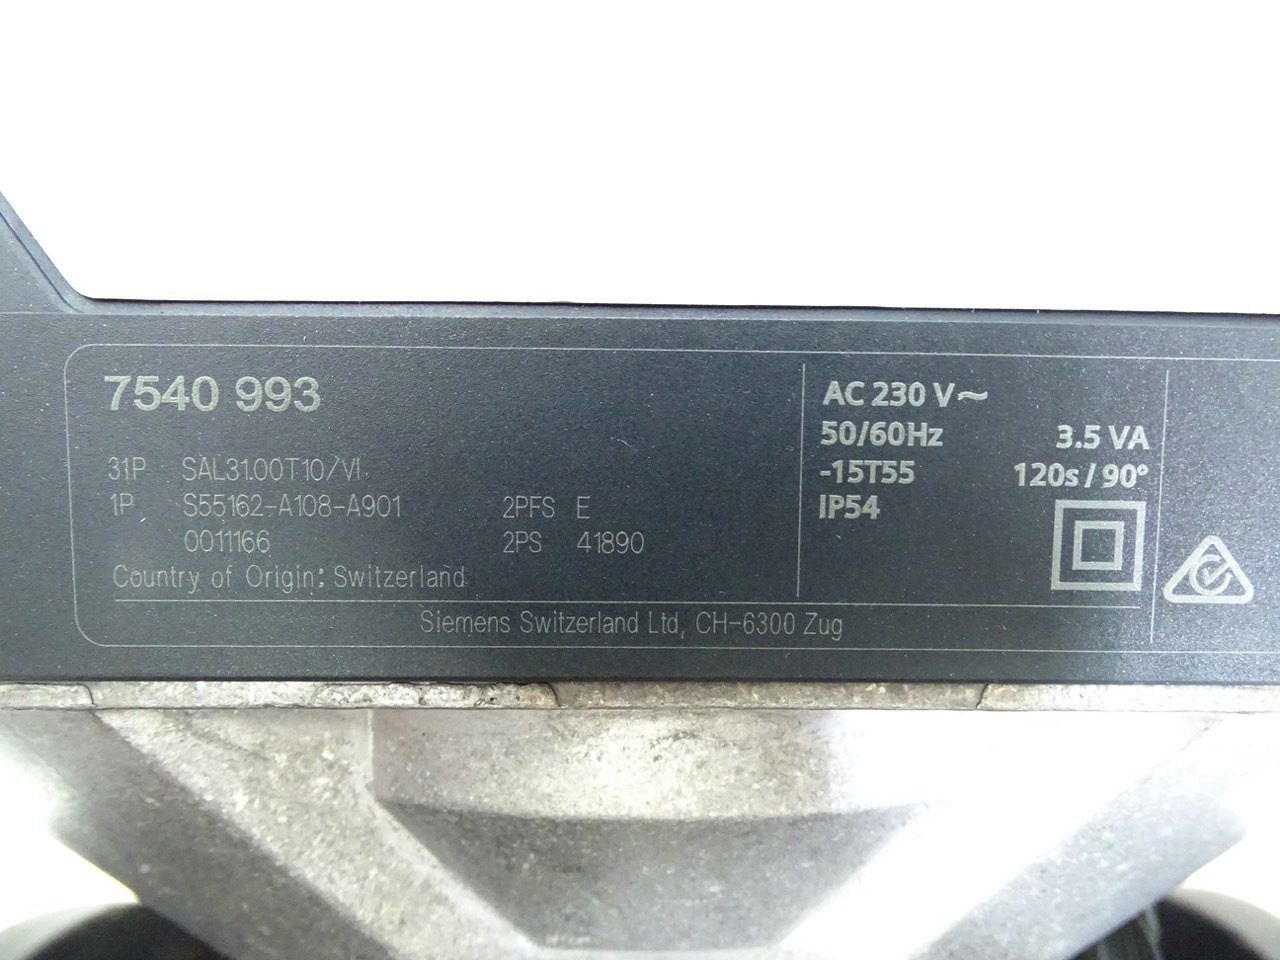 7540 993
31P SAL31.00T10/VI
1P S55162-A108-A901 2PFS E
0011166 2PS 41890
Country of Origin: Switzerland
Siemens Switzerland Ltd, CH-6300 Zug
AC 230 V~
50/60Hz 3.5 VA
-15T55 120s / 90°
IP54